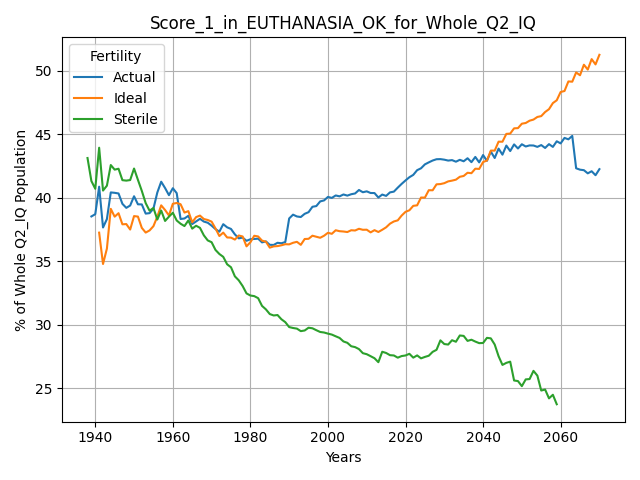 Score_1_in_EUTHANASIA_OK_for_Whole_Q2_IQ
Fertility
Actual
Ideal
Sterile
% of Whole Q2_IQ Population
50
45
40
35
30
25
1940
1960
1980
2000
2020
2040
2060
Years